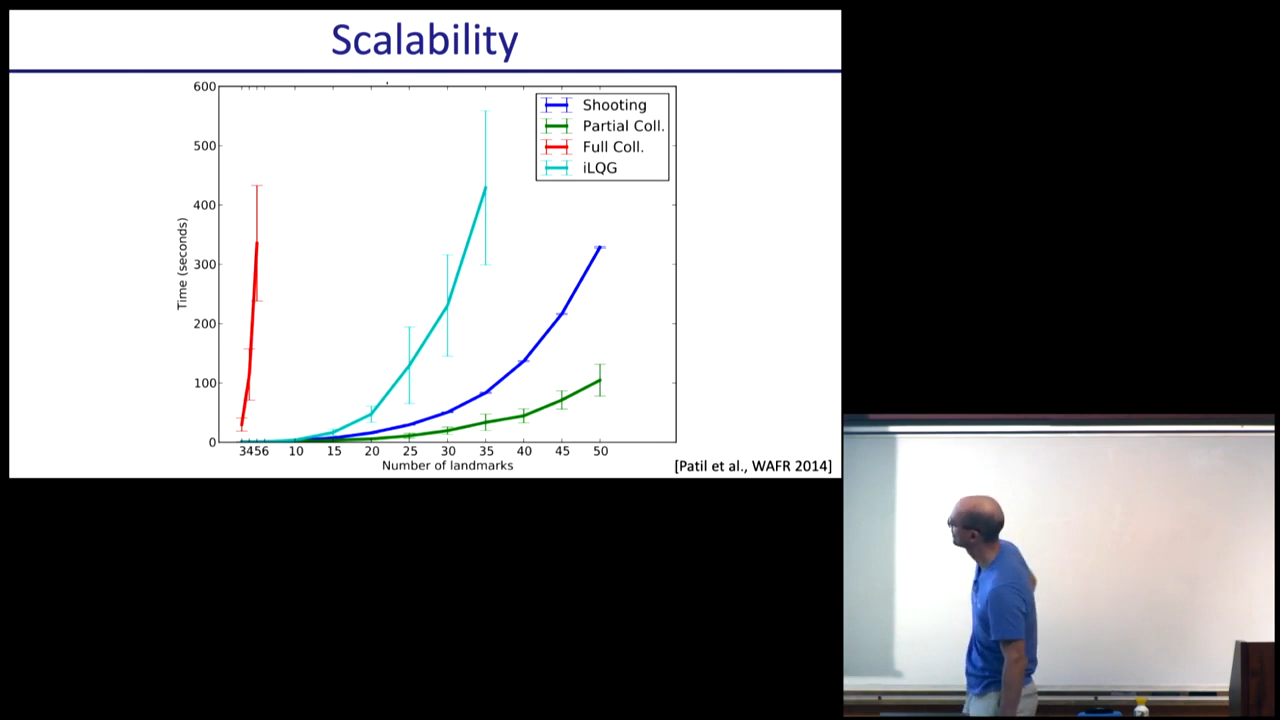 Scalability
600
500
400
300
200
100
0
Time (seconds)
Shooting
Partial Coll.
Full Coll.
iLQG
3456 10 15 20 25 30 35 40 45 50
Number of landmarks
[Patil et al., WAFR 2014]